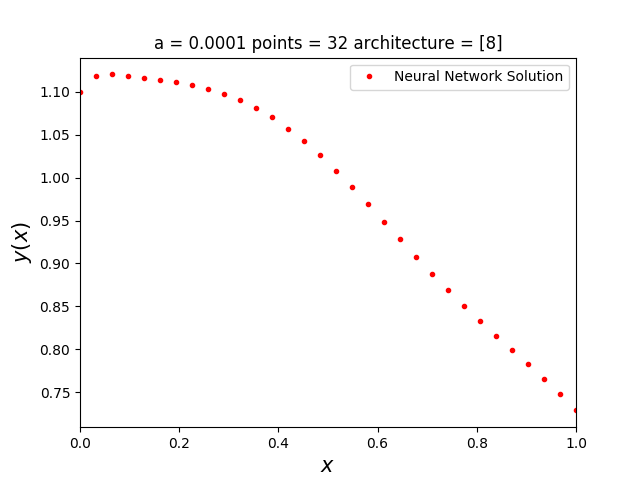 a = 0.0001 points = 32 architecture = [8]
Neural Network Solution
1.10
1.05
1.00
0.95
0.90
0.85
0.80
0.75
y(x)
0.0 0.2 0.4 0.6 0.8 1.0
x